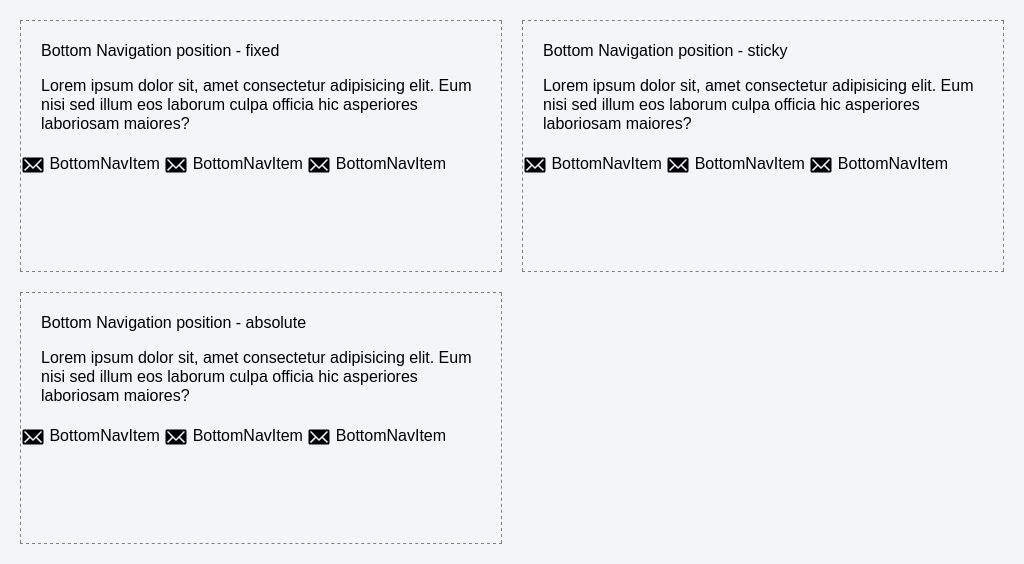 Bottom Navigation position - fixed
Lorem ipsum dolor sit, amet consectetur adipisicing elit. Eum
nisi sed illum eos laborum culpa officia hic asperiores
laboriosam maiores?
BottomNavItem BottomNavItem BottomNavItem
Bottom Navigation position - sticky
Lorem ipsum dolor sit, amet consectetur adipisicing elit. Eum
nisi sed illum eos laborum culpa officia hic asperiores
laboriosam maiores?
BottomNavItem BottomNavItem BottomNavItem
Bottom Navigation position - absolute
Lorem ipsum dolor sit, amet consectetur adipisicing elit. Eum
nisi sed illum eos laborum culpa officia hic asperiores
laboriosam maiores?
BottomNavItem BottomNavItem BottomNavItem